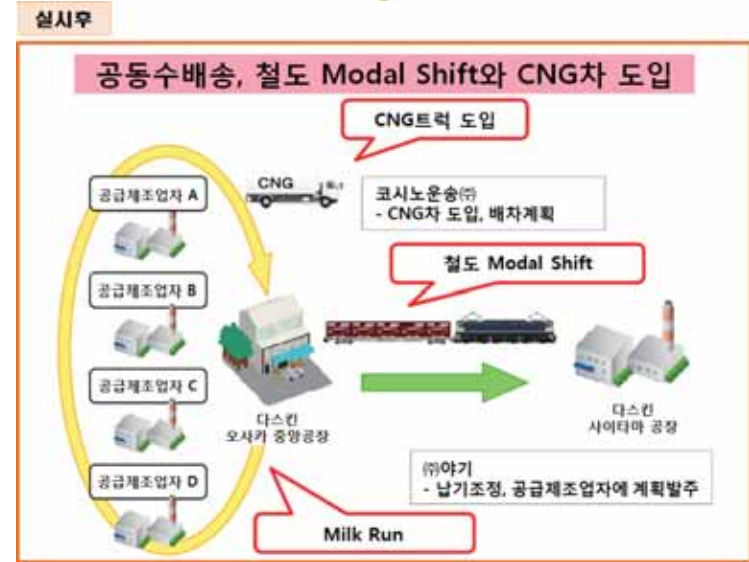 실시후
공동수배송, 철도 Modal Shift와 CNG차 도입
CNG트럭 도입
CNG
공급제조업자 A
코시노운송㈜
- CNG차 도입, 배차계획
철도 Modal Shift
공급제조업자 B
공급제조업자 C
다스킨
오사카 중앙공장
다스킨
사이타마 공장
공급제조업자 D
㈜야기
- 납기조정, 공급제조업자에 계획발주
Milk Run